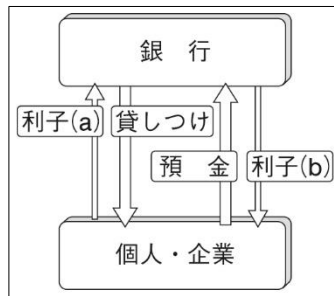 銀 行
利子(a)
貸しつけ
預 金
利子(b)
個人・企業